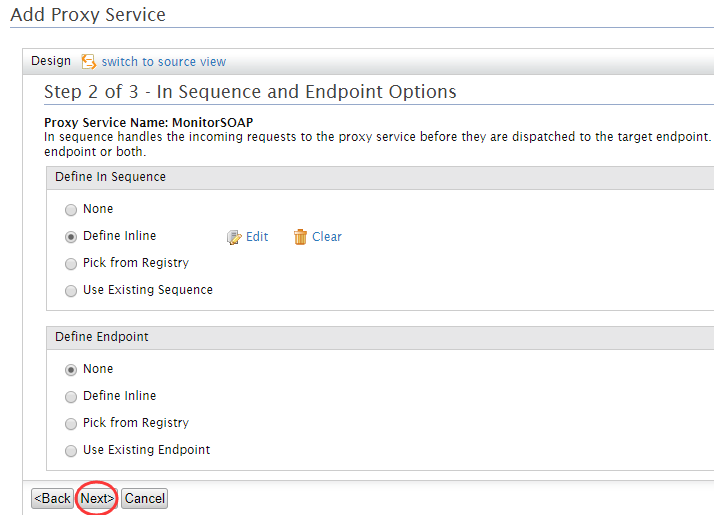 Add Proxy Service
Design switch to source view
Step 2 of 3 - In Sequence and Endpoint Options
Proxy Service Name: MonitorSOAP
In sequence handles the incoming requests to the proxy service before they are dispatched to the target endpoint.
endpoint or both.
Define In Sequence
None
Define Inline Edit Clear
Pick from Registry
Use Existing Sequence
Define Endpoint
None
Define Inline
Pick from Registry
Use Existing Endpoint
<Back Next> Cancel